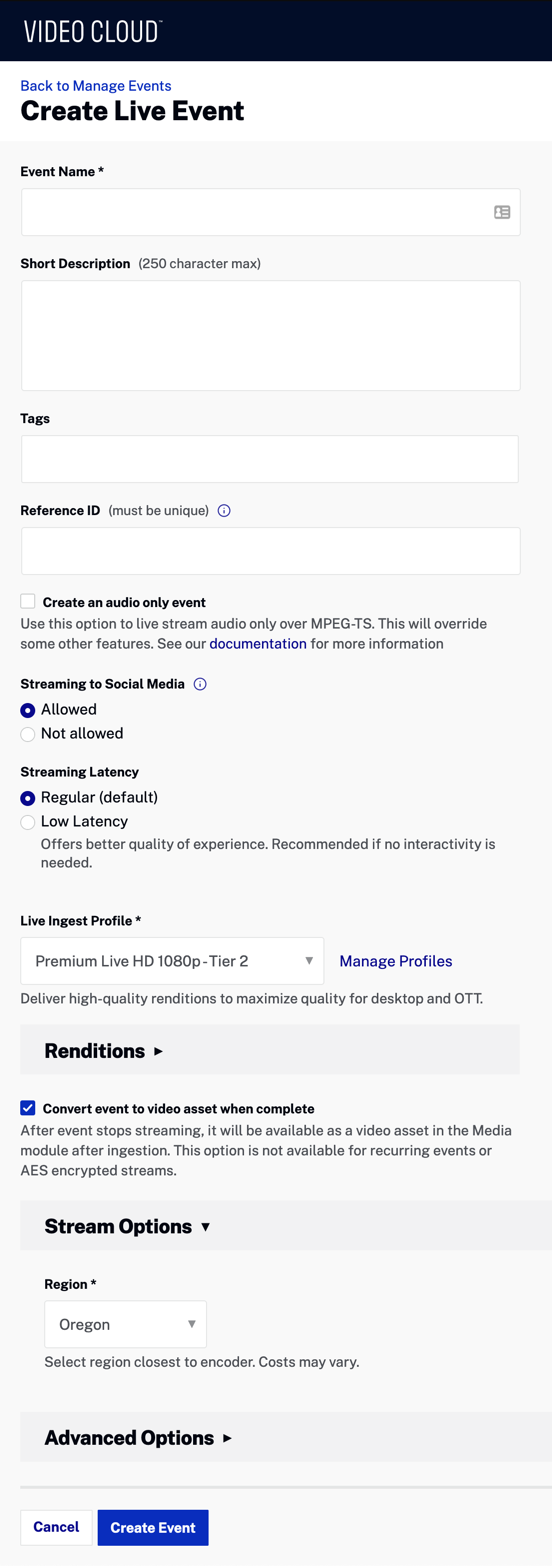 VIDEO CLOUD™
Back to Manage Events
Create Live Event
Event Name *
Short Description (250 character max)
Tags
Reference ID (must be unique)
Create an audio only event
Use this option to live stream audio only over MPEG-TS. This will override
some other features. See our documentation for more information
Streaming to Social Media
Allowed
Not allowed
Streaming Latency
Regular (default)
Low Latency
Offers better quality of experience. Recommended if no interactivity is
needed.
Live Ingest Profile *
Premium Live HD 1080p - Tier 2
Manage Profiles
Deliver high-quality renditions to maximize quality for desktop and OTT.
Renditions
Convert event to video asset when complete
After event stops streaming, it will be available as a video asset in the Media
module after ingestion. This option is not available for recurring events or
AES encrypted streams.
Stream Options
Region *
Oregon
Select region closest to encoder. Costs may vary.
Advanced Options
Cancel
Create Event